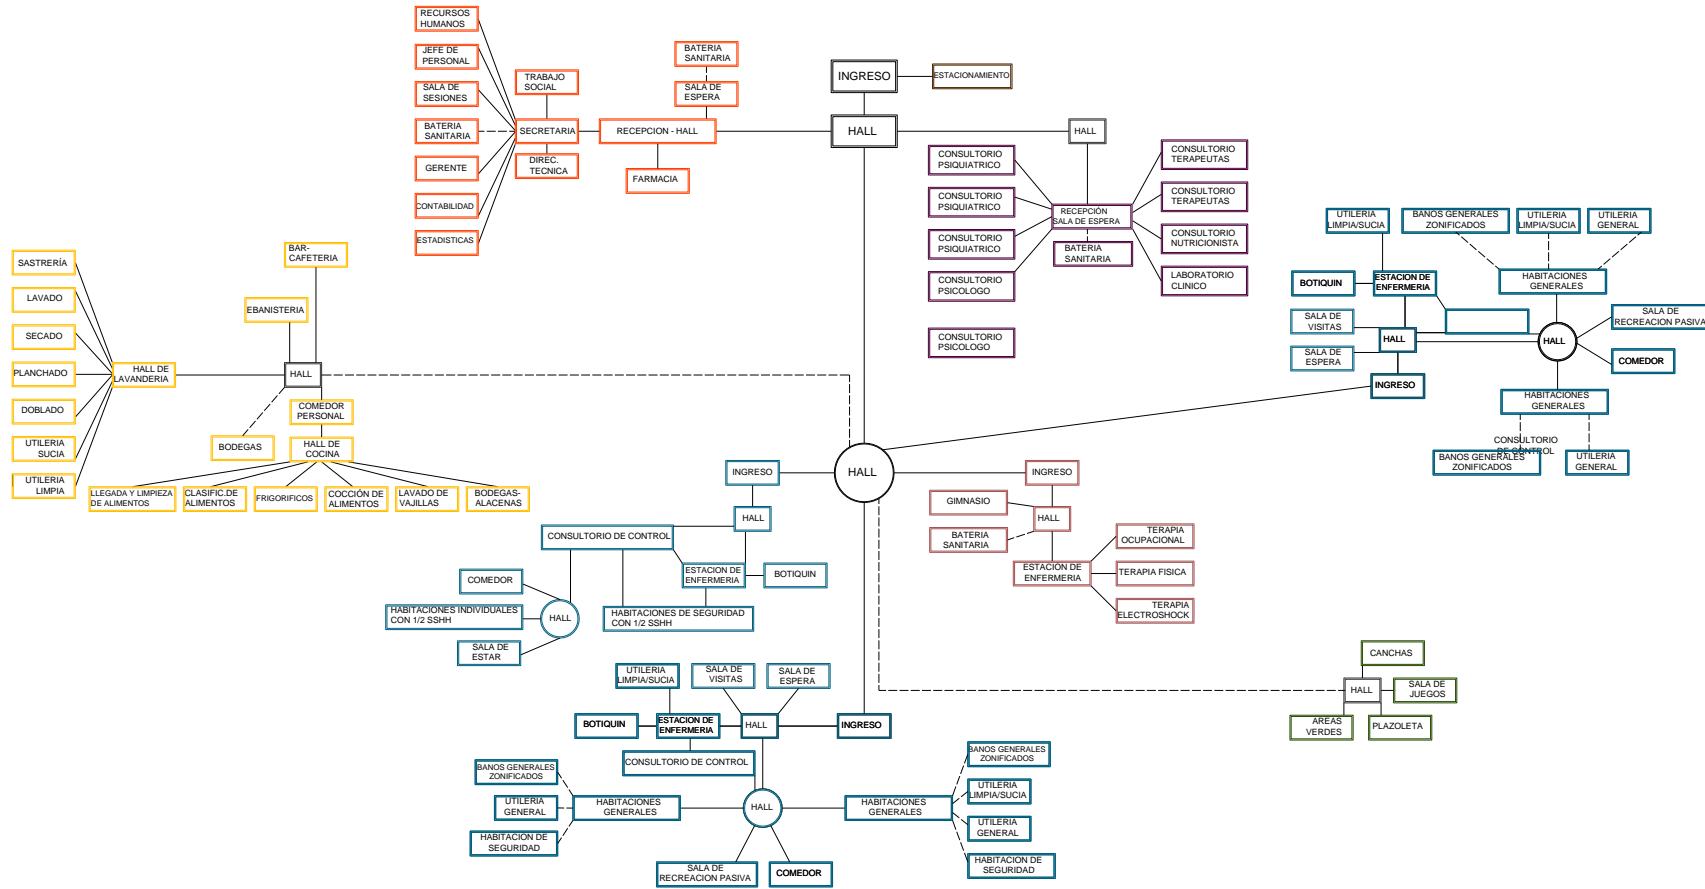 RECURSOS
HUMANOS
JEFE DE
PERSONAL
SALA DE
SESIONES
BATERIA
SANITARIA
GERENTE
CONTABILIDAD
ESTADISTICAS
TRABAJO
SOCIAL
SECRETARIA
DIREC.
TECNICA
BATERIA
SANITARIA
SALA DE
ESPERA
RECEPCION - HALL
FARMACIA
INGRESO
ESTACIONAMIENTO
HALL
HALL
CONSULTORIO
PSIQUIATRICO
CONSULTORIO
PSIQUIATRICO
CONSULTORIO
PSIQUIATRICO
CONSULTORIO
PSICOLOGO
CONSULTORIO
PSICOLOGO
RECEPCIÓN
SALA DE ESPERA
BATERIA
SANITARIA
CONSULTORIO
TERAPEUTAS
CONSULTORIO
TERAPEUTAS
CONSULTORIO
NUTRICIONISTA
LABORATORIO
CLINICO
UTILERIA
LIMPIA/SUCIA
BANOS GENERALES
ZONIFICADOS
UTILERIA
LIMPIA/SUCIA
UTILERIA
GENERAL
BOTIQUIN
ESTACION DE
ENFERMERIA
HABITACIONES
GENERALES
SALA DE
VISITAS
SALA DE
ESPERA
HALL
INGRESO
HALL
SALA DE
RECREACION PASIVA
COMEDOR
HABITACIONES
GENERALES
CONSULTORIO
DE CONTROL
BANOS GENERALES
ZONIFICADOS
UTILERIA
GENERAL
SASTRERÍA
LAVADO
SECADO
PLANCHADO
DOBLADO
UTILERIA
SUCIA
UTILERIA
LIMPIA
HALL DE
LAVANDERIA
BAR-
CAFETERIA
EBANISTERIA
HALL
COMEDOR
PERSONAL
BODEGAS
HALL DE
COCINA
LLEGADA Y LIMPIEZA
DE ALIMENTOS
CLASIFIC.DE
ALIMENTOS
FRIGORIFICOS
COCCIÓN DE
ALIMENTOS
LAVADO DE
VAJILLAS
BODEGAS-
ALACENAS
HALL
INGRESO
HALL
CONSULTORIO DE CONTROL
ESTACION DE
ENFERMERIA
BOTIQUIN
COMEDOR
HABITACIONES INDIVIDUALES
CON 1/2 SSHH
HALL
SALA DE
ESTAR
HABITACIONES DE SEGURIDAD
CON 1/2 SSHH
INGRESO
GIMNASIO
HALL
BATERIA
SANITARIA
ESTACION DE
ENFERMERIA
TERAPIA
OCUPACIONAL
TERAPIA FISICA
TERAPIA
ELECTROSHOCK
CANCHAS
HALL
SALA DE
JUEGOS
AREAS
VERDES
PLAZOLETA
UTILERIA
LIMPIA/SUCIA
SALA DE
VISITAS
SALA DE
ESPERA
BOTIQUIN
ESTACION DE
ENFERMERIA
HALL
INGRESO
CONSULTORIO DE CONTROL
BANOS GENERALES
ZONIFICADOS
UTILERIA
GENERAL
HABITACION DE
SEGURIDAD
HABITACIONES
GENERALES
HALL
HABITACIONES
GENERALES
BANOS GENERALES
ZONIFICADOS
UTILERIA
LIMPIA/SUCIA
UTILERIA
GENERAL
HABITACION DE
SEGURIDAD
SALA DE
RECREACION PASIVA
COMEDOR